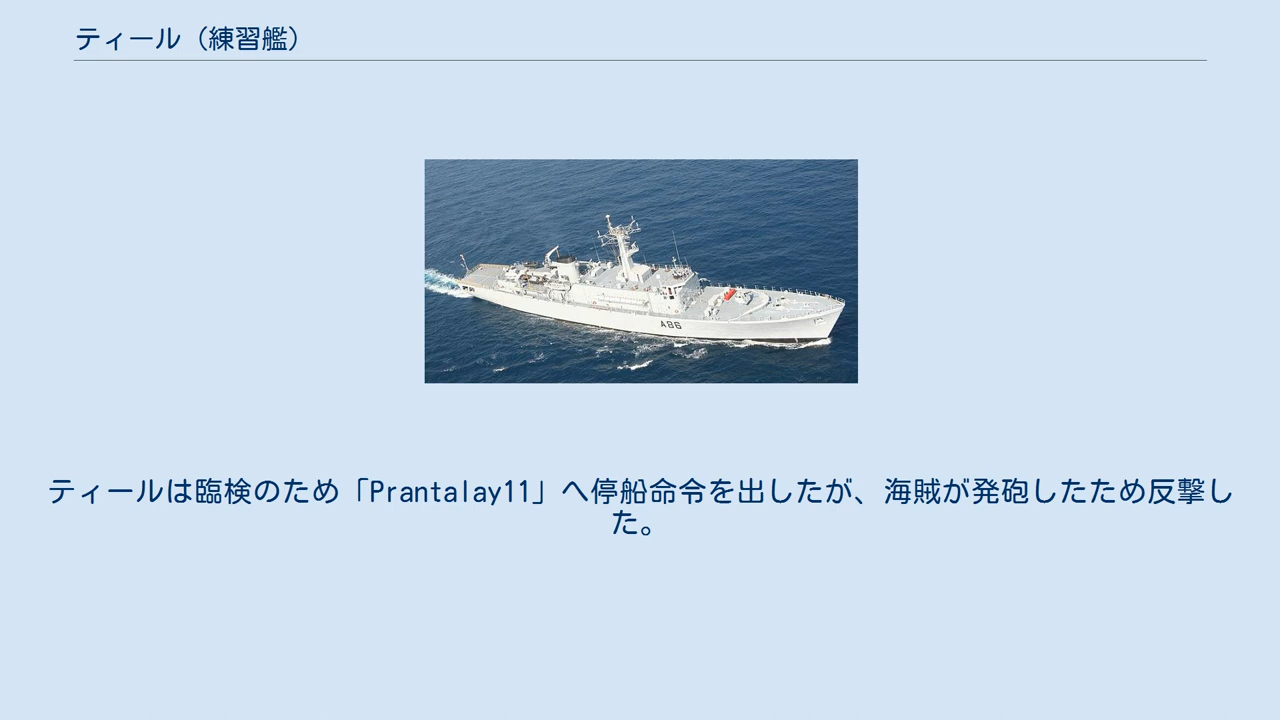 ティール（練習艦）
A86
ティールは臨検のため「Prantalay11」へ停船命令を出したが、海賊が発砲したため反撃し
た。